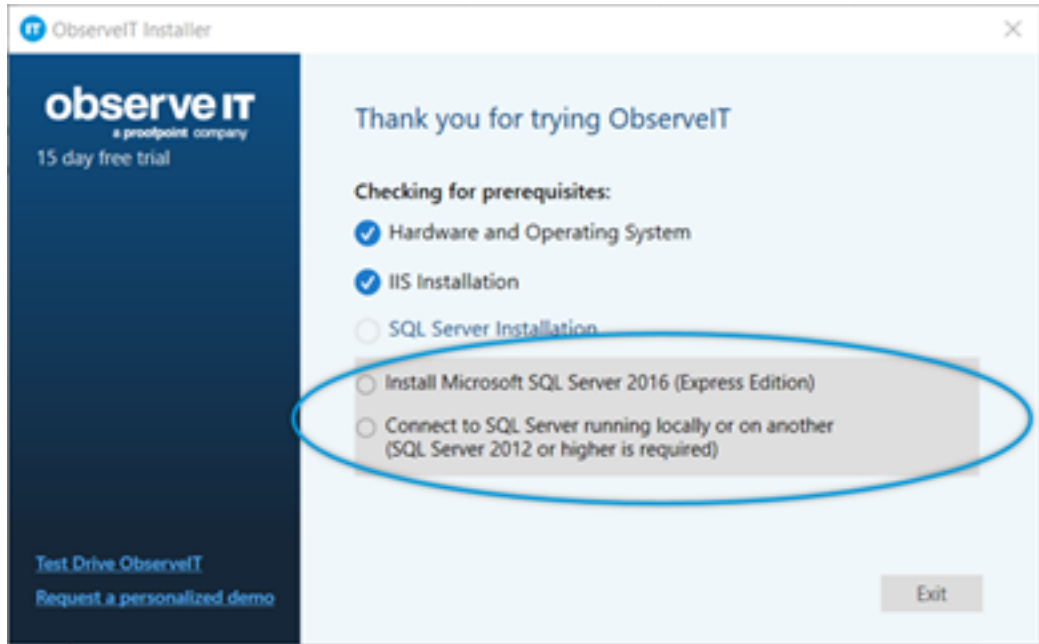 IT ObserveIT Installer
observe IT
a proofpoint company
15 day free trial
Thank you for trying ObserveIT
Checking for prerequisites:
Hardware and Operating System
IIS Installation
SQL Server Installation
Install Microsoft SQL Server 2016 (Express Edition)
Connect to SQL Server running locally or on another
(SQL Server 2012 or higher is required)
Test Drive ObserveIT
Request a personalized demo
Exit